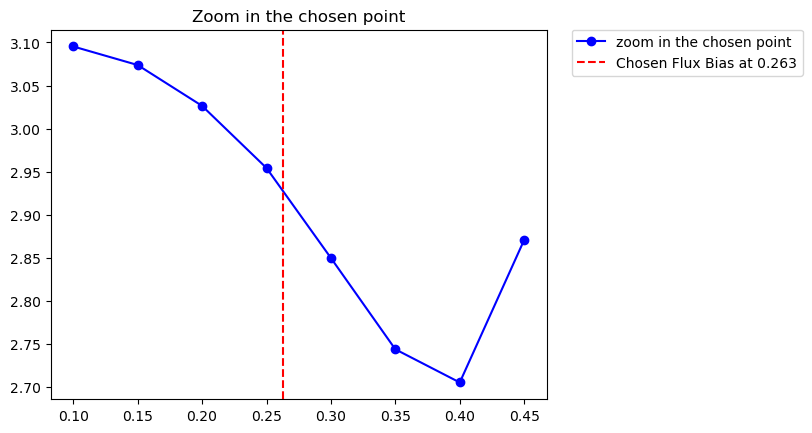 Zoom in the chosen point
zoom in the chosen point
Chosen Flux Bias at 0.263
3.10
3.05
3.00
2.95
2.90
2.85
2.80
2.75
2.70
0.10 0.15 0.20 0.25 0.30 0.35 0.40 0.45